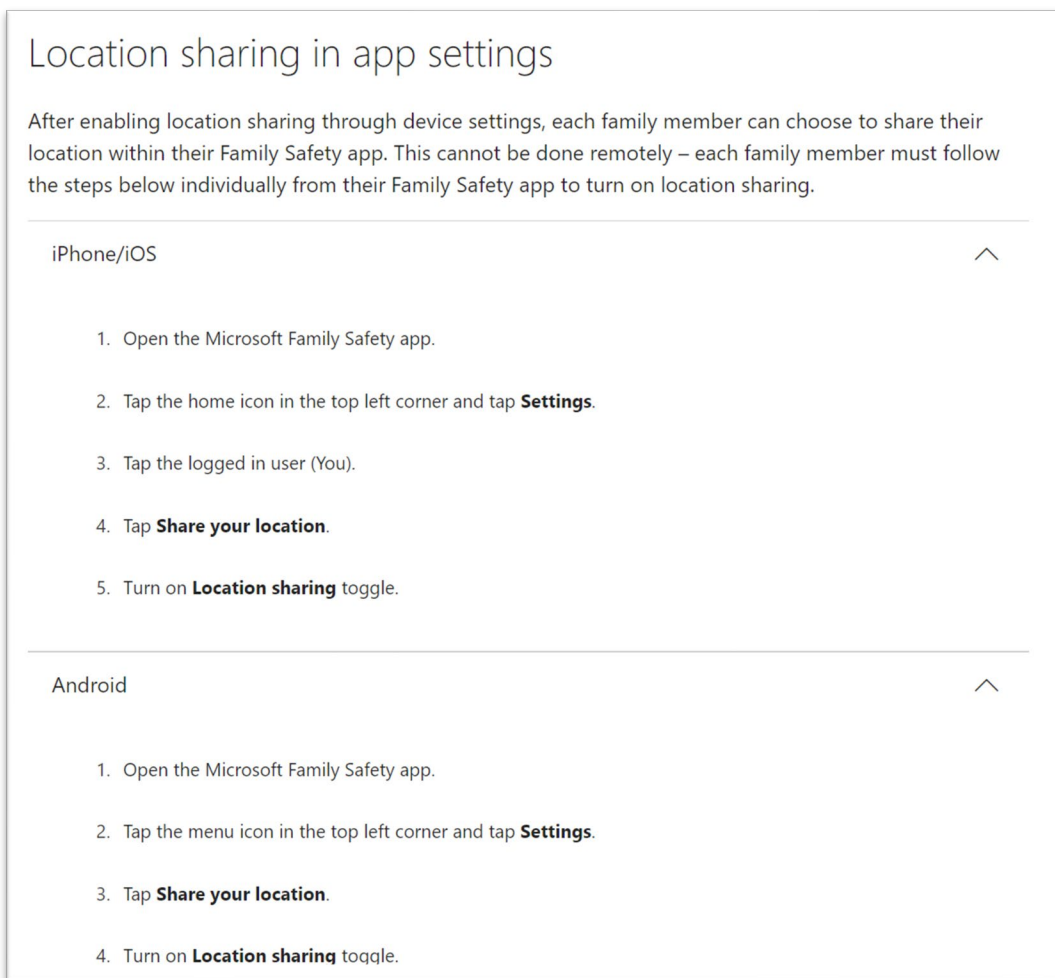 Location sharing in app settings
After enabling location sharing through device settings, each family member can choose to share their
location within their Family Safety app. This cannot be done remotely – each family member must follow
the steps below individually from their Family Safety app to turn on location sharing.
iPhone/iOS
1. Open the Microsoft Family Safety app.
2. Tap the home icon in the top left corner and tap Settings.
3. Tap the logged in user (You).
4. Tap Share your location.
5. Turn on Location sharing toggle.
Android
1. Open the Microsoft Family Safety app.
2. Tap the menu icon in the top left corner and tap Settings.
3. Tap Share your location.
4. Turn on Location sharing toggle.